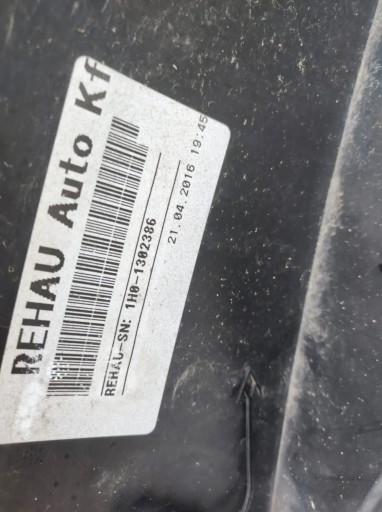 REHAU Auto Kf
REHAU-SN: 1H0-1302386
21.04.2016 19:45